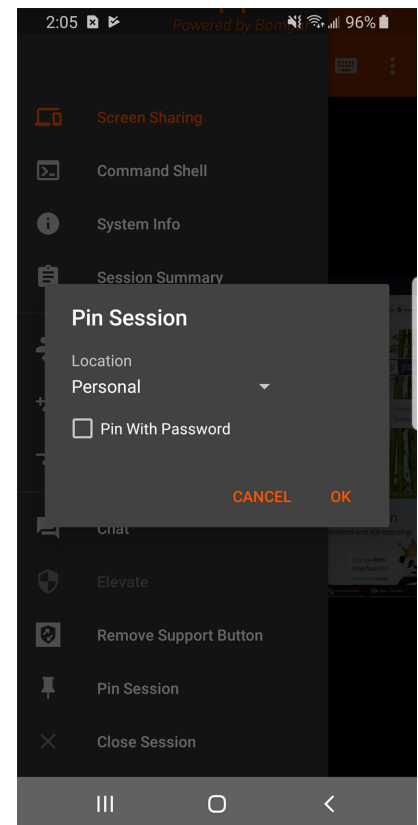 2:05
96%
Powered by Bomgar
Screen Sharing
Command Shell
System Info
Session Summary
Pin Session
Location
Personal
Pin With Password
CANCEL
OK
Chat
Elevate
Remove Support Button
Pin Session
Close Session